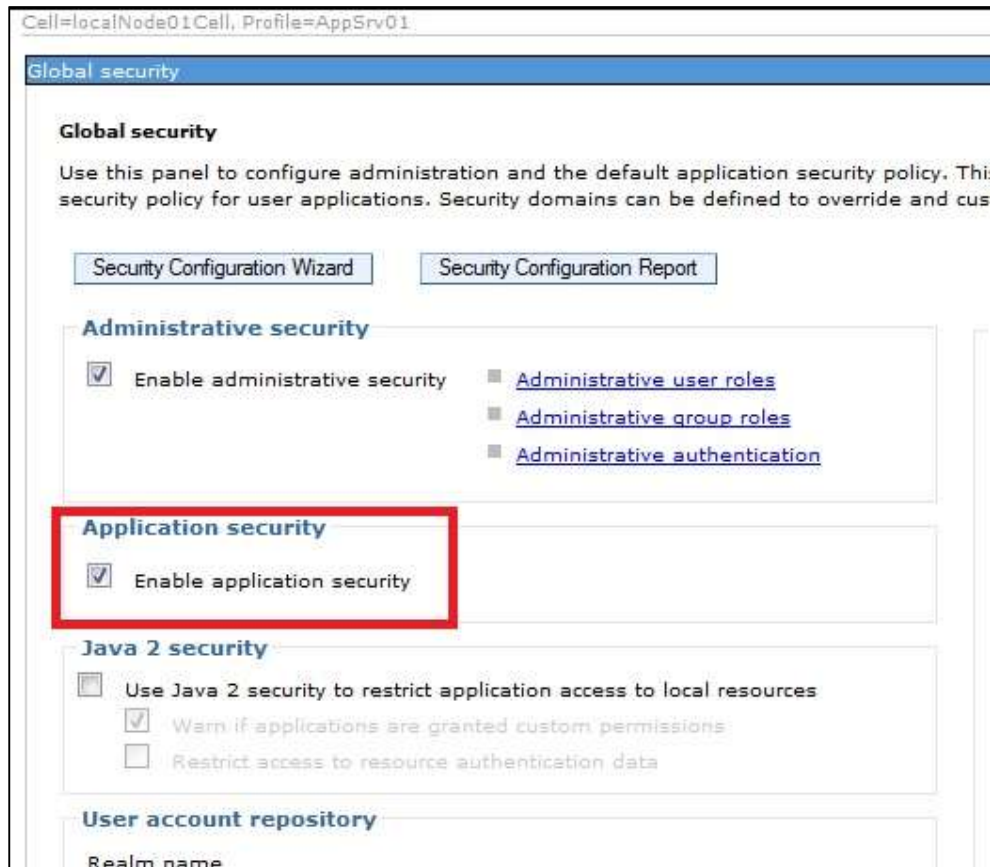 Cell=localNode01Cell, Profile=AppSrv01
Global security
Global security
Use this panel to configure administration and the default application security policy. This
security policy for user applications. Security domains can be defined to override and cus
Security Configuration Wizard Security Configuration Report
Administrative security
Enable administrative security Administrative user roles
Administrative group roles
Administrative authentication
Application security
Enable application security
Java 2 security
Use Java 2 security to restrict application access to local resources
Warn if applications are granted custom permissions
Restrict access to resource authentication data
User account repository
Realm name